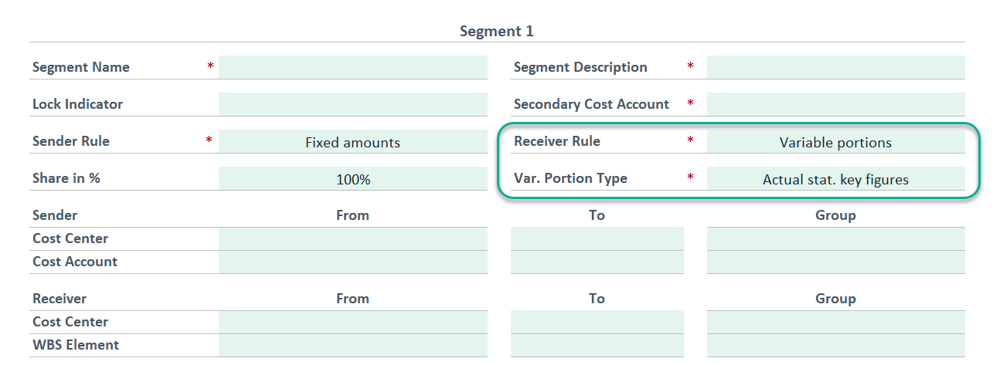 Segment 1
Segment Name * Segment Description *
Lock Indicator Secondary Cost Account *
Sender Rule * Fixed amounts Receiver Rule * Variable portions
Share in % 100% Var. Portion Type * Actual stat. key figures
Sender From To Group
Cost Center
Cost Account
Receiver From To Group
Cost Center
WBS Element